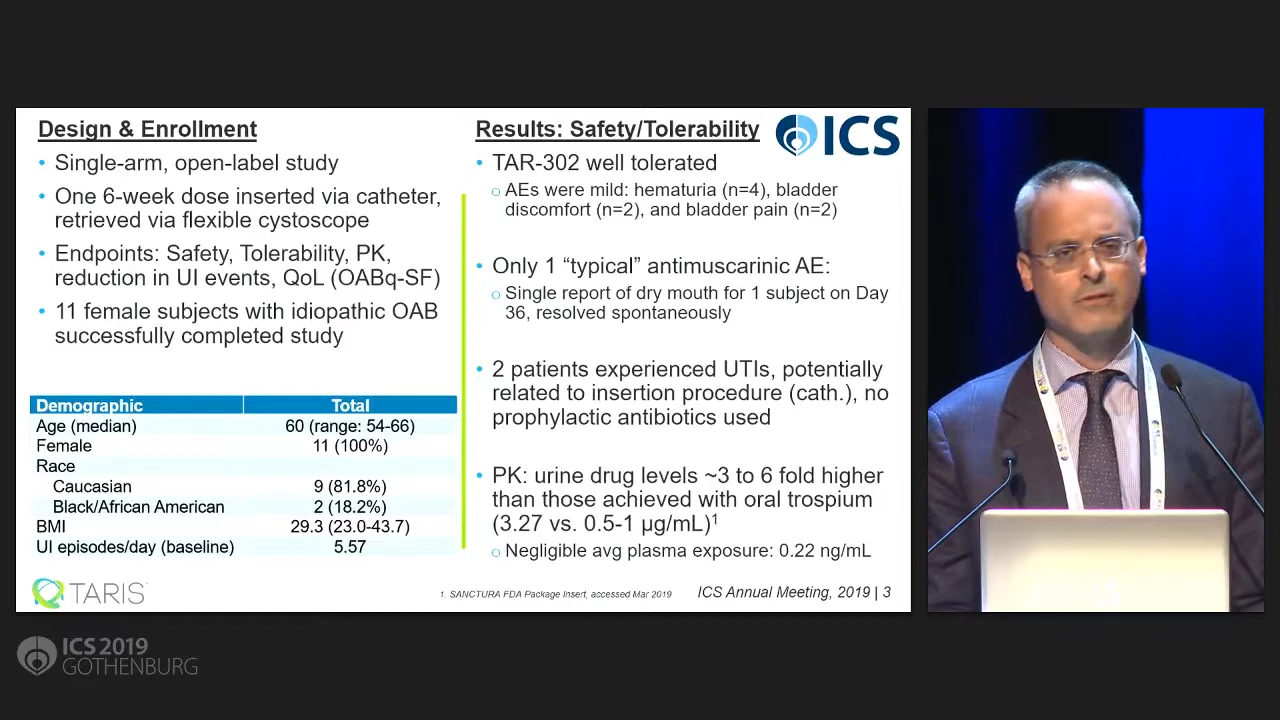 Design & Enrollment
• Single-arm, open-label study
• One 6-week dose inserted via catheter,
retrieved via flexible cystoscope
• Endpoints: Safety, Tolerability, PK,
reduction in UI events, QoL (OABq-SF)
• 11 female subjects with idiopathic OAB
successfully completed study
Demographic Total
Age (median) 60 (range: 54-66)
Female 11 (100%)
Race
Caucasian 9 (81.8%)
Black/African American 2 (18.2%)
BMI 29.3 (23.0-43.7)
UI episodes/day (baseline) 5.57
TARIS
Results: Safety/Tolerability
ICS
• TAR-302 well tolerated
○ AEs were mild: hematuria (n=4), bladder
discomfort (n=2), and bladder pain (n=2)
• Only 1 “typical” antimuscarinic AE:
○ Single report of dry mouth for 1 subject on Day
36, resolved spontaneously
• 2 patients experienced UTIs, potentially
related to insertion procedure (cath.), no
prophylactic antibiotics used
• PK: urine drug levels ~3 to 6 fold higher
than those achieved with oral trospium
(3.27 vs. 0.5-1 µg/mL)¹
○ Negligible avg plasma exposure: 0.22 ng/mL
1. SANCTURA FDA Package Insert, accessed Mar 2019
ICS Annual Meeting, 2019 | 3
ICS 2019
GOTHENBURG